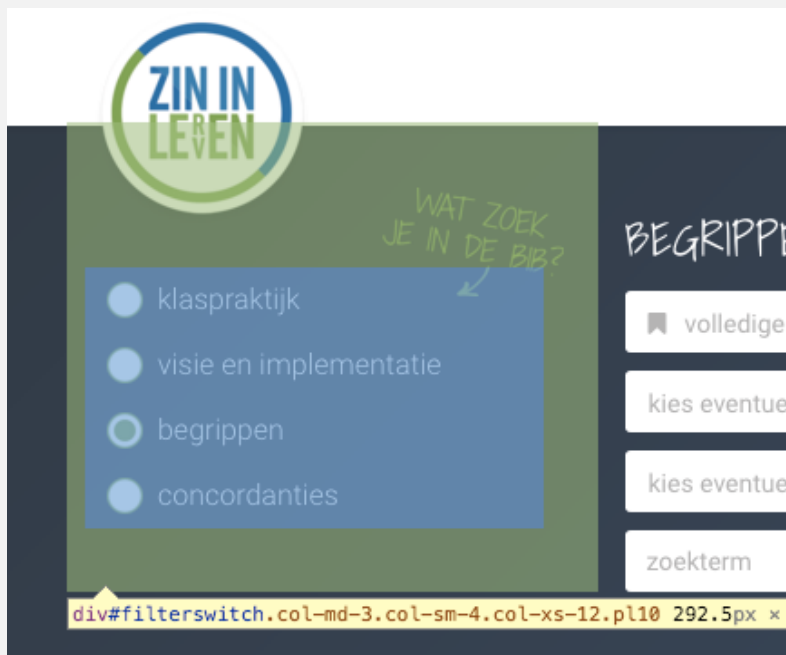 ZIN IN
LERVEN
WAT ZOEK
JE IN DE BIB?
klaspraktijk
visie en implementatie
begrippen
concordanties
BEGRIPPE
volledige
kies eventue
kies eventue
zoekterm
div#filterswitch.col-md-3.col-sm-4.col-xs-12.pl10 292.5px ×